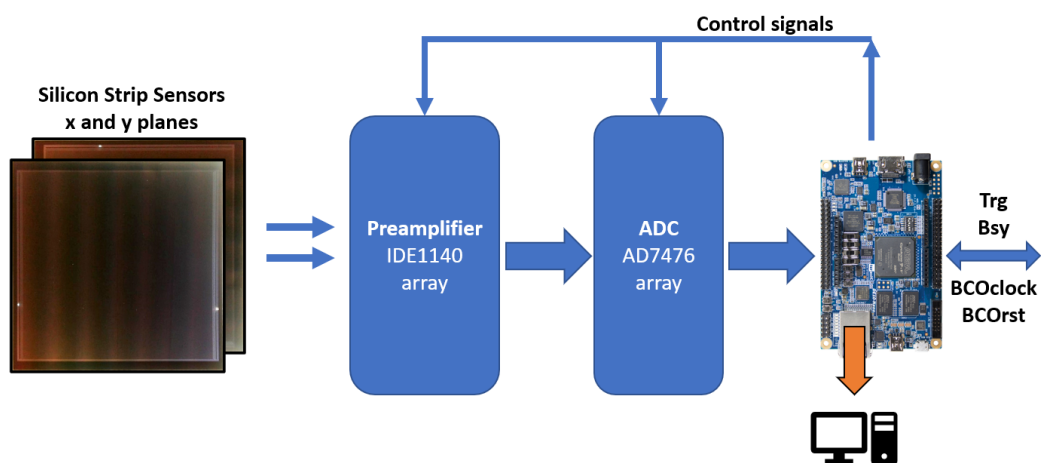 Control signals
Silicon Strip Sensors
x and y planes
Preamplifier
IDE1140
array
ADC
AD7476
array
Trg
Bsy
BCOclock
BCOrst